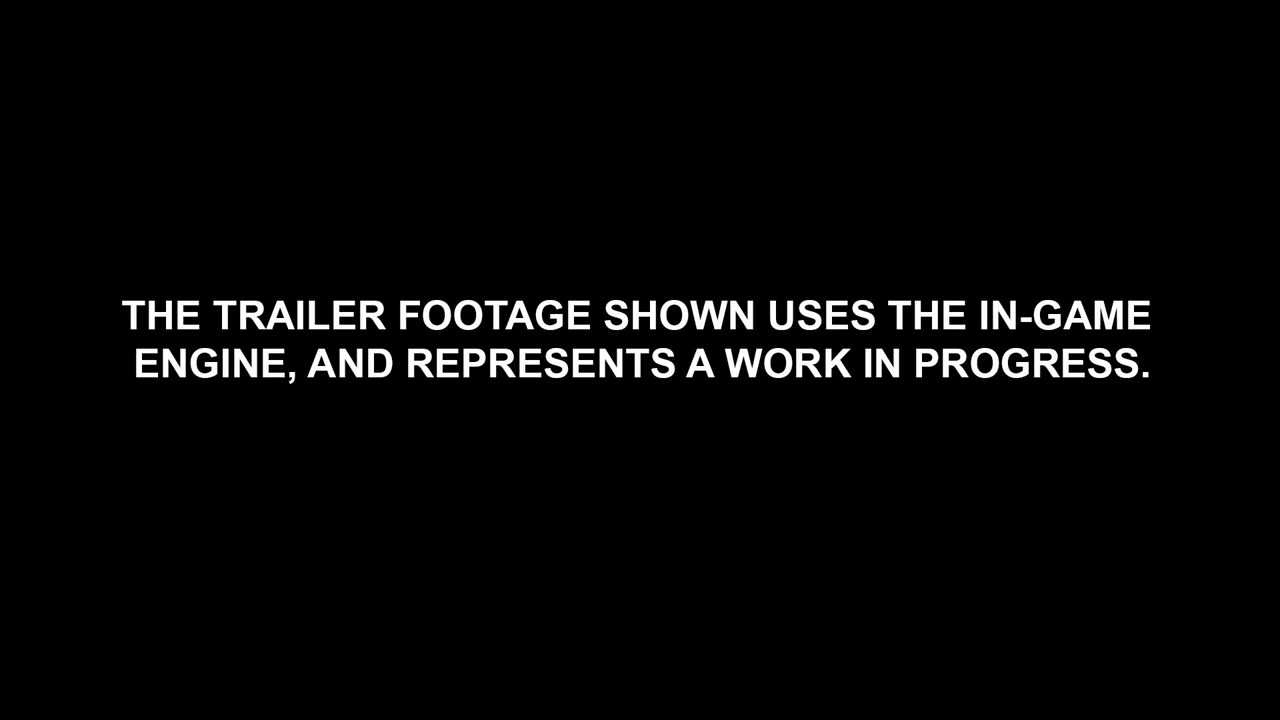 THE TRAILER FOOTAGE SHOWN USES THE IN-GAME
ENGINE, AND REPRESENTS A WORK IN PROGRESS.